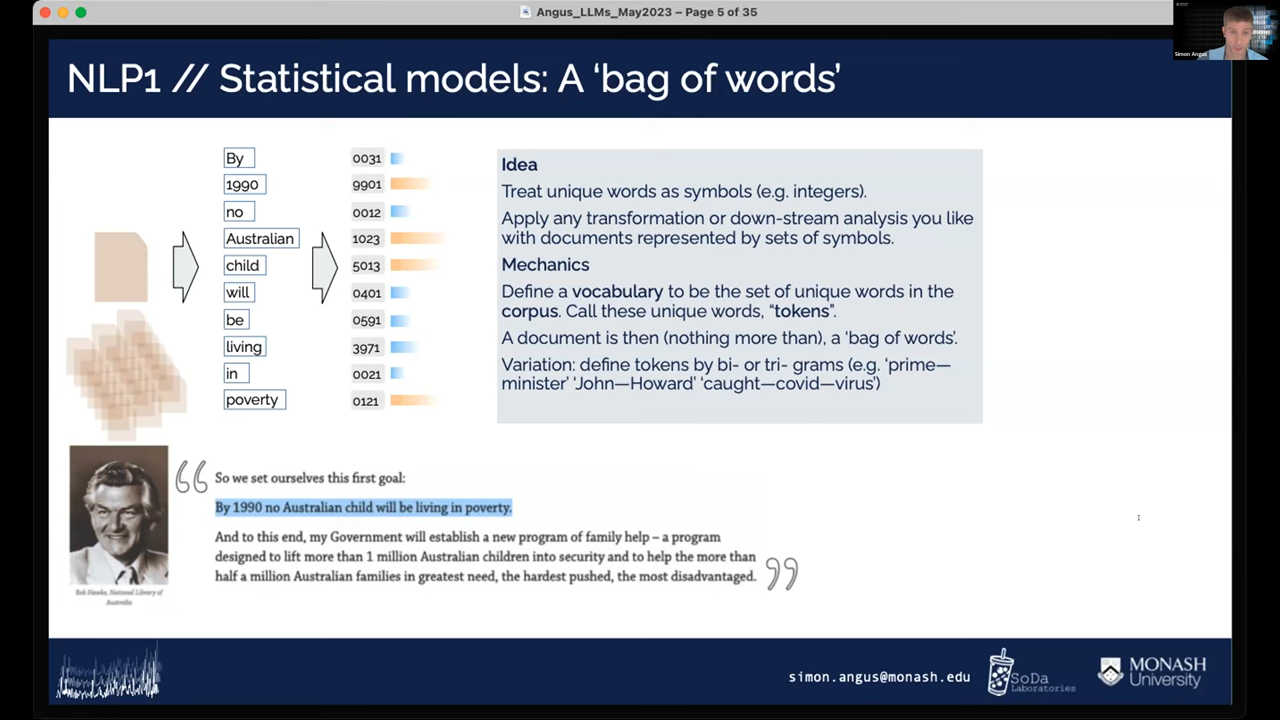 Angus_LLMs_May2023 – Page 5 of 35
Simon Angus
NLP1 // Statistical models: A ‘bag of words’
By
1990
no
Australian
child
will
be
living
in
poverty
0031
9901
0012
1023
5013
0401
0591
3971
0021
0121
Idea
Treat unique words as symbols (e.g. integers).
Apply any transformation or down-stream analysis you like
with documents represented by sets of symbols.
Mechanics
Define a vocabulary to be the set of unique words in the
corpus. Call these unique words, “tokens”.
A document is then (nothing more than), a ‘bag of words’.
Variation: define tokens by bi- or tri- grams (e.g. ‘prime—
minister’ ‘John—Howard’ ‘caught—covid—virus’)
“
So we set ourselves this first goal:
By 1990 no Australian child will be living in poverty.
And to this end, my Government will establish a new program of family help – a program
designed to lift more than 1 million Australian children into security and to help the more than
half a million Australian families in greatest need, the hardest pushed, the most disadvantaged.
”
Bob Hawke, National Library of
Australia
simon.angus@monash.edu
SoDa
Laboratories
MONASH
University